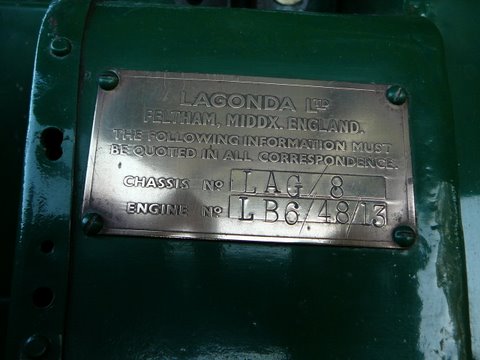 LAGONDA LTD
FELTHAM, MIDDX. ENGLAND.
THE FOLLOWING INFORMATION MUST
BE QUOTED IN ALL CORRESPONDENCE.
CHASSIS NO LAG/8
ENGINE NO LB6/48/13